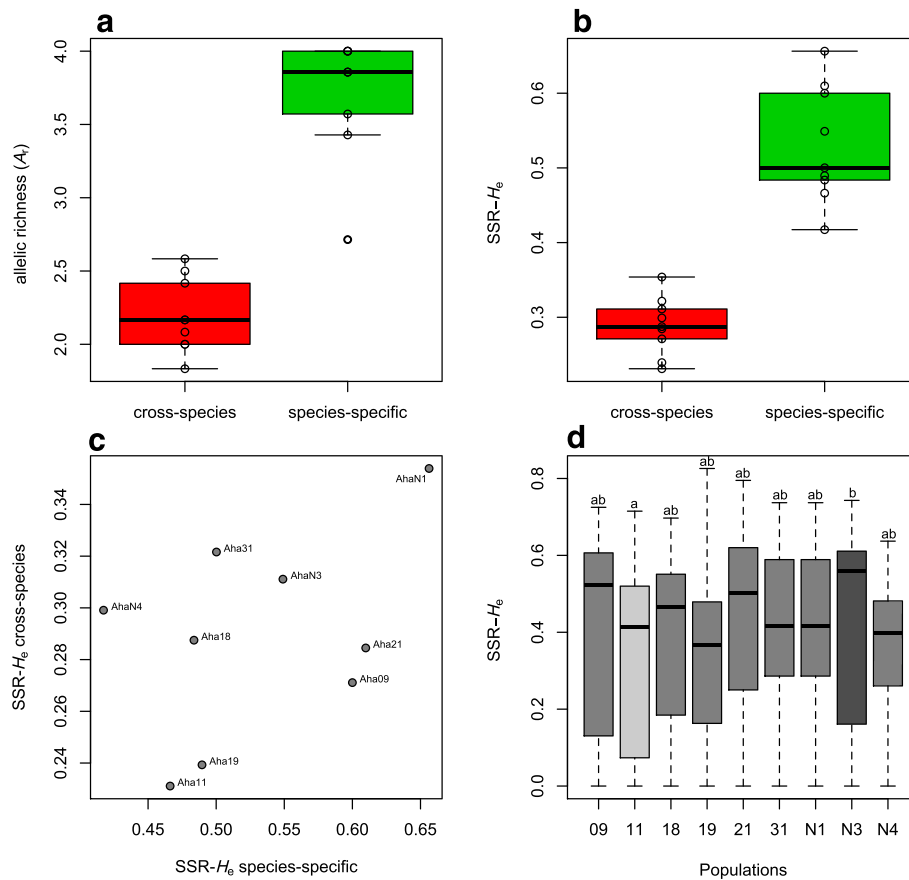 a
allelic richness (Ar)
4.0
3.5
3.0
2.5
2.0
cross-species
species-specific
b
SSR−He
0.6
0.5
0.4
0.3
cross-species
species-specific
c
SSR-He cross-species
0.34
0.32
0.30
0.28
0.26
0.24
AhaN1
Aha31
AhaN3
AhaN4
Aha18
Aha21
Aha09
Aha19
Aha11
0.45
0.50
0.55
0.60
0.65
SSR-He species-specific
d
SSR−He
0.8
0.6
0.4
0.2
0.0
ab
a
ab
ab
ab
ab
ab
b
ab
09
11
18
19
21
31
N1
N3
N4
Populations